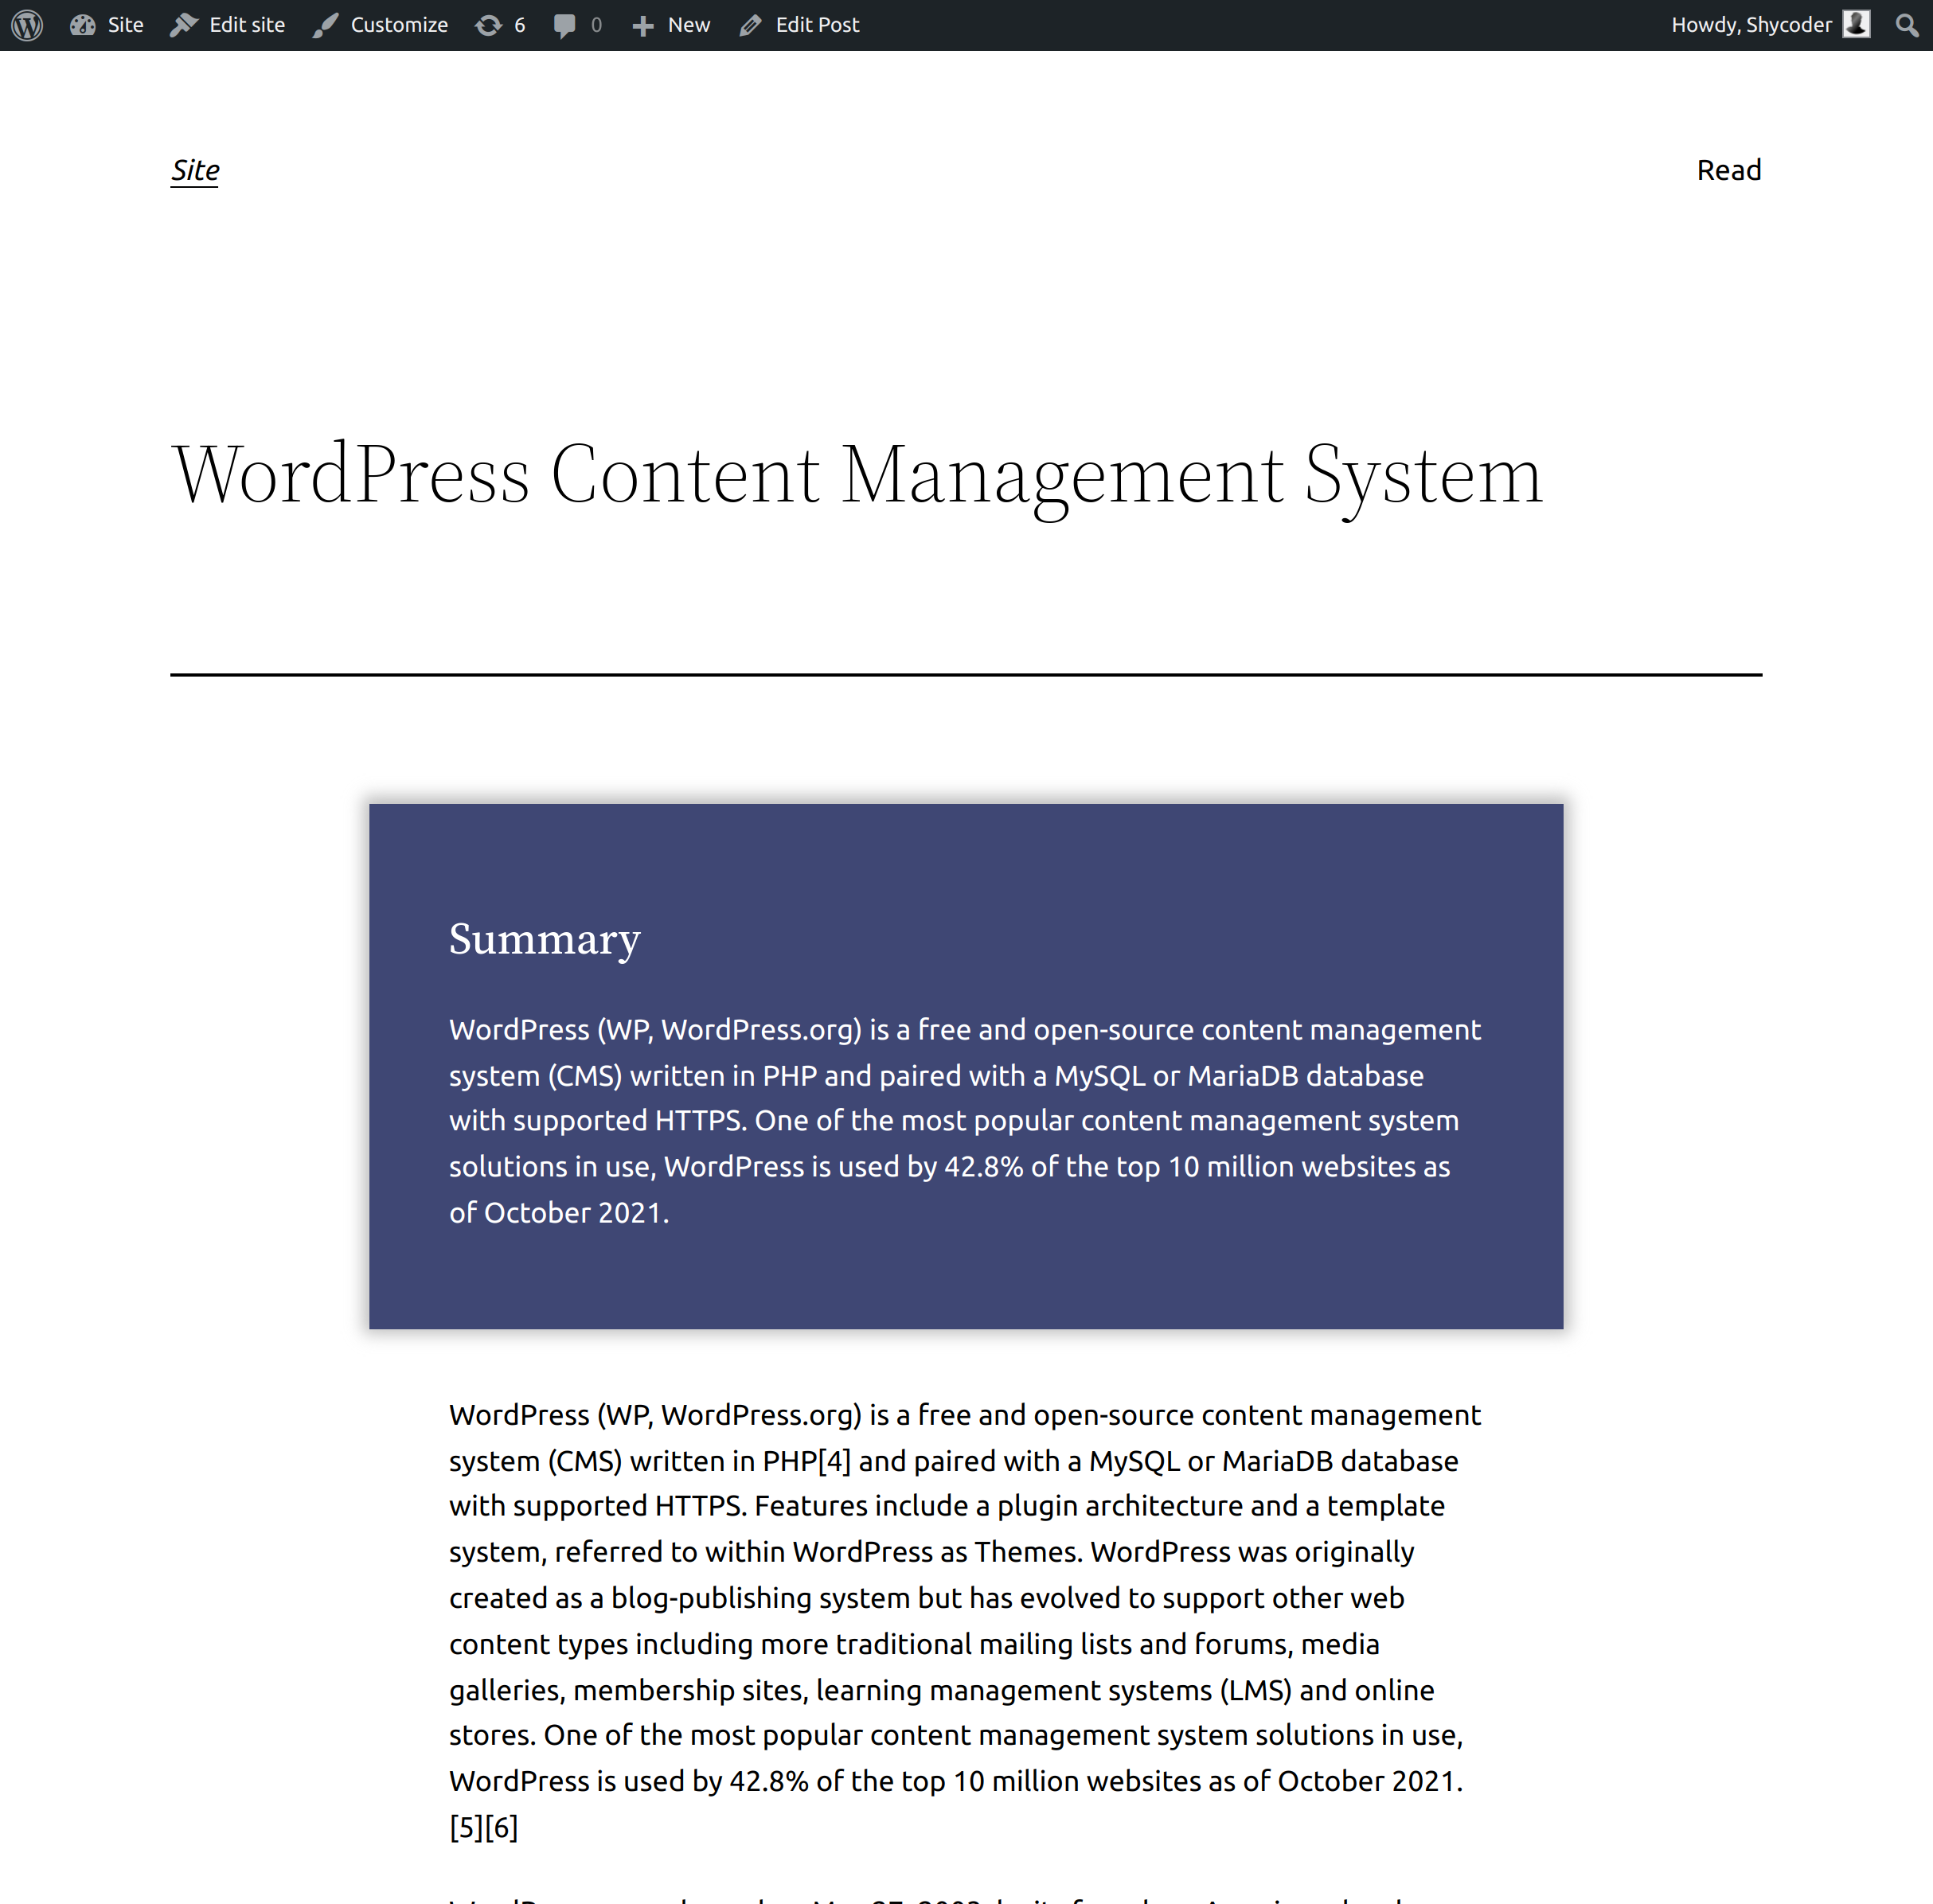 Site Edit site Customize 6 0 New Edit Post Howdy, Shycoder
Site Read
WordPress Content Management System
Summary
WordPress (WP, WordPress.org) is a free and open-source content management
system (CMS) written in PHP and paired with a MySQL or MariaDB database
with supported HTTPS. One of the most popular content management system
solutions in use, WordPress is used by 42.8% of the top 10 million websites as
of October 2021.
WordPress (WP, WordPress.org) is a free and open-source content management
system (CMS) written in PHP[4] and paired with a MySQL or MariaDB database
with supported HTTPS. Features include a plugin architecture and a template
system, referred to within WordPress as Themes. WordPress was originally
created as a blog-publishing system but has evolved to support other web
content types including more traditional mailing lists and forums, media
galleries, membership sites, learning management systems (LMS) and online
stores. One of the most popular content management system solutions in use,
WordPress is used by 42.8% of the top 10 million websites as of October 2021.
[5][6]